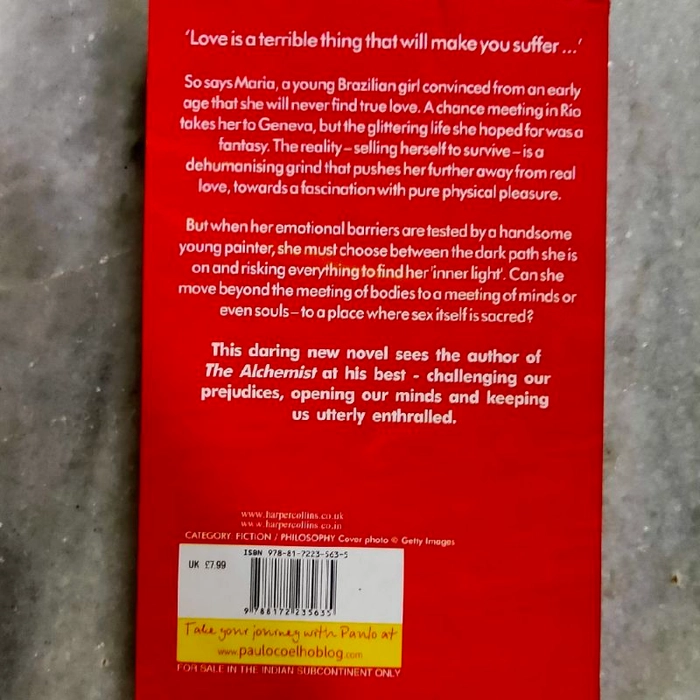 ‘Love is a terrible thing that will make you suffer ...’
So says Maria, a young Brazilian girl convinced from an early
age that she will never find true love. A chance meeting in Rio
takes her to Geneva, but the glittering life she hoped for was a
fantasy. The reality – selling herself to survive – is a
dehumanising grind that pushes her further away from real
love, towards a fascination with pure physical pleasure.
But when her emotional barriers are tested by a handsome
young painter, she must choose between the dark path she is
on and risking everything to find her ‘inner light’. Can she
move beyond the meeting of bodies to a meeting of minds or
even souls – to a place where sex itself is sacred?
This daring new novel sees the author of
The Alchemist at his best - challenging our
prejudices, opening our minds and keeping
us utterly enthralled.
www.harpercollins.co.uk
www.harpercollins.co.in
CATEGORY FICTION / PHILOSOPHY Cover photo © Getty Images
ISBN 978-81-7223-563-5
UK £7.99
9 788172 235635
Take your journey with Paulo at
www.paulocoelhoblog.com
FOR SALE IN THE INDIAN SUBCONTINENT ONLY